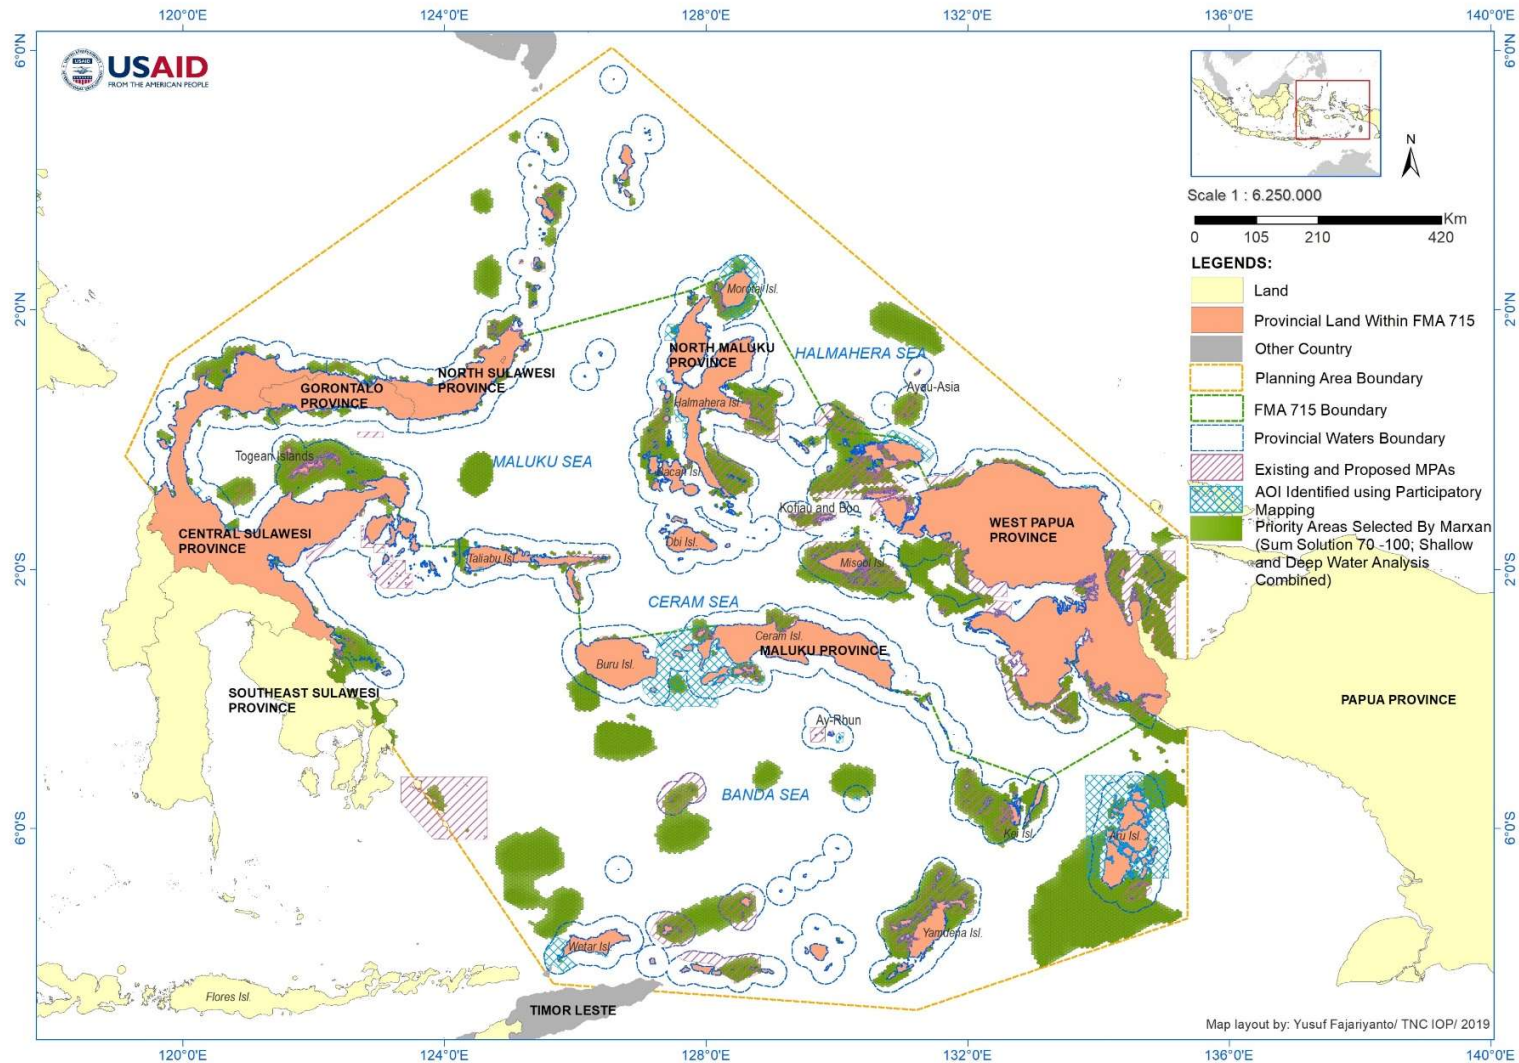 120°0'E 124°0'E 128°0'E 132°0'E 136°0'E 140°0'E
6°0'N 6°0'N
USAID
FROM THE AMERICAN PEOPLE
N
Scale 1 : 6.250.000
Km
0 105 210 420
LEGENDS:
Land
Provincial Land Within FMA 715
Other Country
Planning Area Boundary
FMA 715 Boundary
Provincial Waters Boundary
Existing and Proposed MPAs
AOI Identified using Participatory
Mapping
Priority Areas Selected By Marxan
(Sum Solution 70 -100; Shallow
and Deep Water Analysis
Combined)
2°0'N 2°0'N
Morotai Isl.
NORTH MALUKU
PROVINCE
HALMAHERA SEA
NORTH SULAWESI
PROVINCE
GORONTALO
PROVINCE
Ayau-Asia
Halmahera Isl.
Togean Islands
MALUKU SEA
Bacan Isl.
Kofiau and Boo
CENTRAL SULAWESI
PROVINCE
WEST PAPUA
PROVINCE
Obi Isl.
Taliabu Isl.
Misool Isl.
2°0'S 2°0'S
CERAM SEA
Ceram Isl.
MALUKU PROVINCE
Buru Isl.
SOUTHEAST SULAWESI
PROVINCE
PAPUA PROVINCE
Ay-Rhun
BANDA SEA
6°0'S 6°0'S
Kei Isl.
Aru Isl.
Yamdena Isl.
Wetar Isl.
Flores Isl.
TIMOR LESTE
Map layout by: Yusuf Fajariyanto/ TNC IOP/ 2019
120°0'E 124°0'E 128°0'E 132°0'E 136°0'E 140°0'E